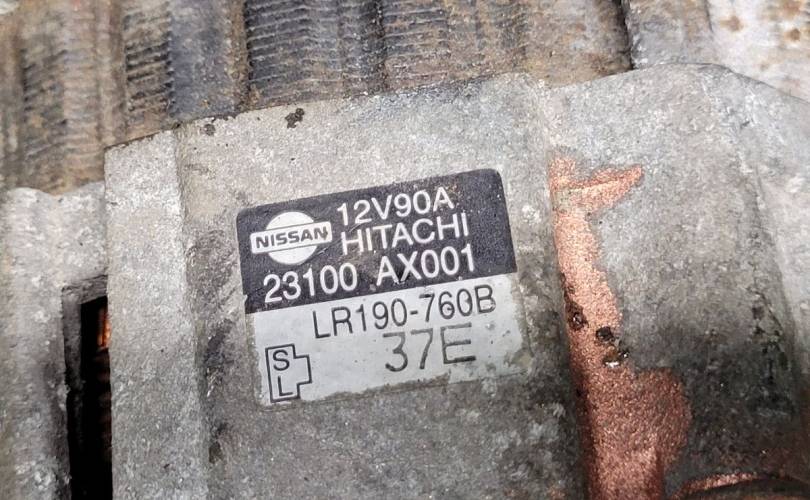 12V90A
NISSAN HITACHI
23100 AX001
LR190-760B
37E
S
L